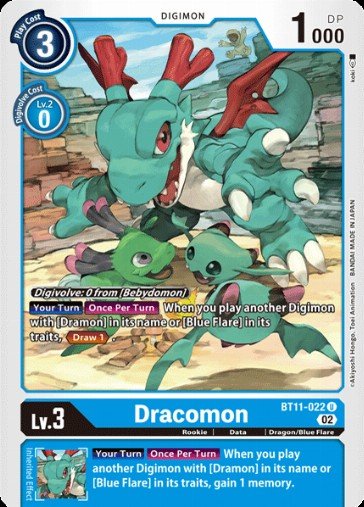 Play Cost
3
DIGIMON
DP
1000
Digivolve Cost
Lv.2
0
koki
©Akiyoshi Hongo, Toei Animation BANDAI MADE IN JAPAN
Digivolve: 0 from [Bebydomon]
Your Turn Once Per Turn When you play another Digimon
with [Dramon] in its name or [Blue Flare] in its
traits, Draw 1 .
BT11-022 U
Lv.3
Dracomon
02
Rookie | Data | Dragon/Blue Flare
Inherited Effect
Your Turn Once Per Turn When you play
another Digimon with [Dramon] in its name or
[Blue Flare] in its traits, gain 1 memory.